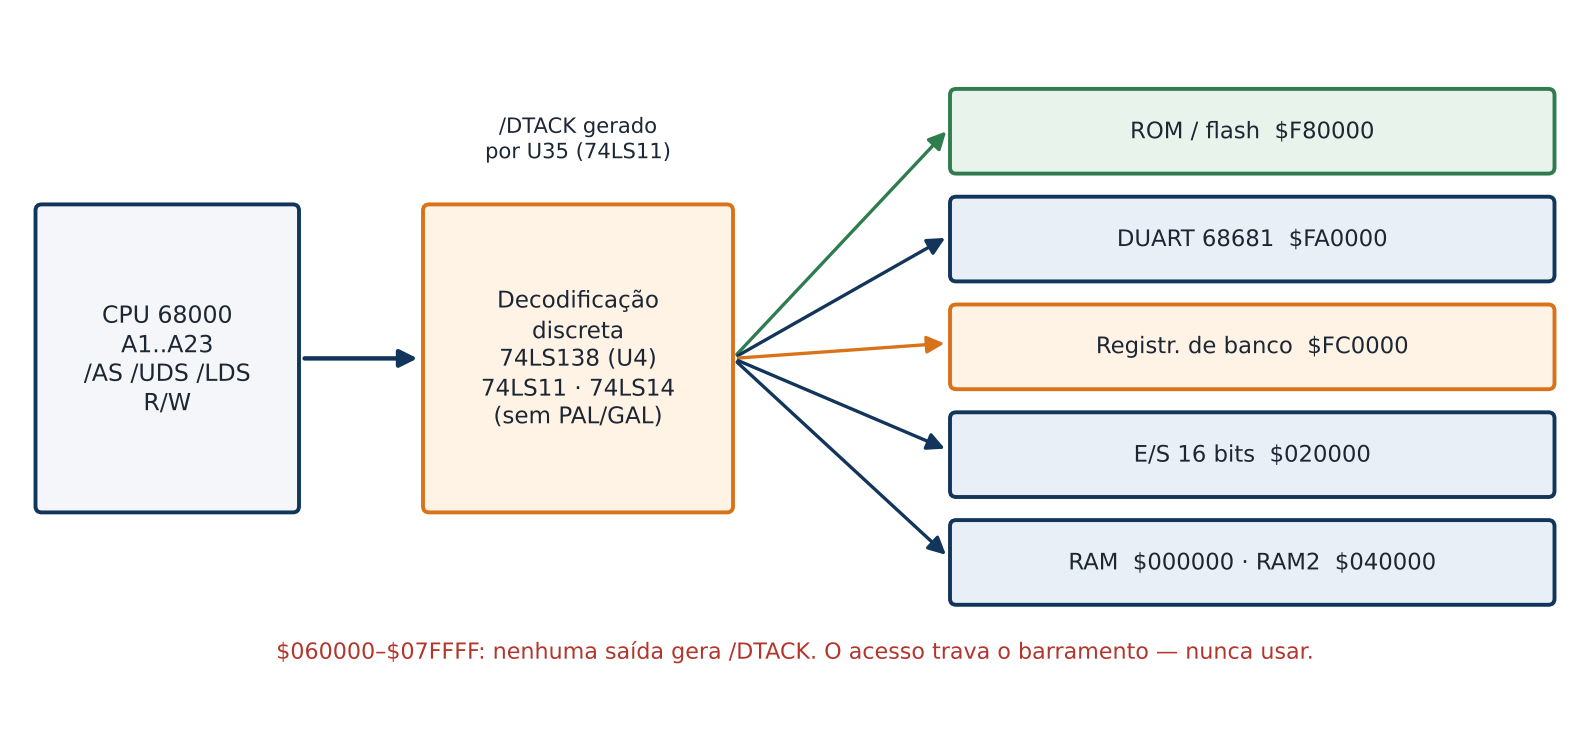 /DTACK gerado
por U35 (74LS11)
CPU 68000
A1..A23
/AS /UDS /LDS
R/W
Decodificação
discreta
74LS138 (U4)
74LS11 · 74LS14
(sem PAL/GAL)
ROM / flash  $F80000
DUART 68681  $FA0000
Registr. de banco  $FC0000
E/S 16 bits  $020000
RAM  $000000 · RAM2  $040000
$060000–$07FFFF: nenhuma saída gera /DTACK. O acesso trava o barramento — nunca usar.